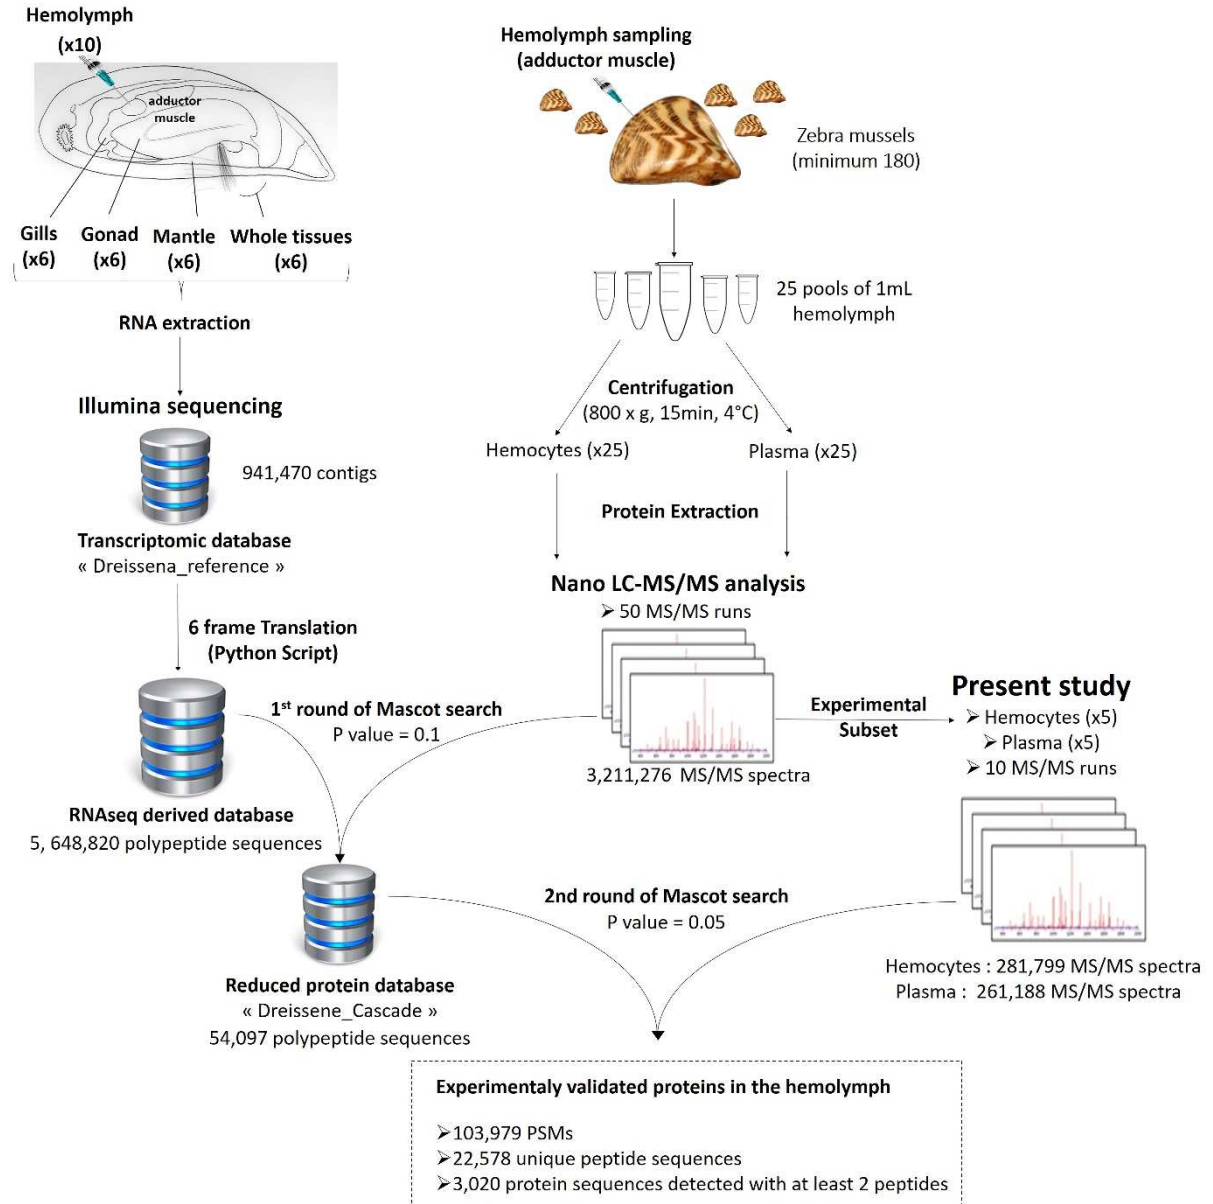 Hemolymph
(x10)
adductor
muscle
Gills
(x6)
Gonad
(x6)
Mantle
(x6)
Whole tissues
(x6)
RNA extraction
Illumina sequencing
941,470 contigs
Transcriptomic database
« Dreissena_reference »
6 frame Translation
(Python Script)
RNAseq derived database
5, 648,820 polypeptide sequences
Hemolymph sampling
(adductor muscle)
Zebra mussels
(minimum 180)
25 pools of 1mL
hemolymph
Centrifugation
(800 x g, 15min, 4°C)
Hemocytes (x25)
Plasma (x25)
Protein Extraction
Nano LC-MS/MS analysis
➢ 50 MS/MS runs
3,211,276 MS/MS spectra
1st round of Mascot search
P value = 0.1
Experimental
Subset
Present study
➢ Hemocytes (x5)
➢ Plasma (x5)
➢ 10 MS/MS runs
Hemocytes : 281,799 MS/MS spectra
Plasma : 261,188 MS/MS spectra
Reduced protein database
« Dreissene_Cascade »
54,097 polypeptide sequences
2nd round of Mascot search
P value = 0.05
Experimentaly validated proteins in the hemolymph
➢103,979 PSMs
➢22,578 unique peptide sequences
➢3,020 protein sequences detected with at least 2 peptides